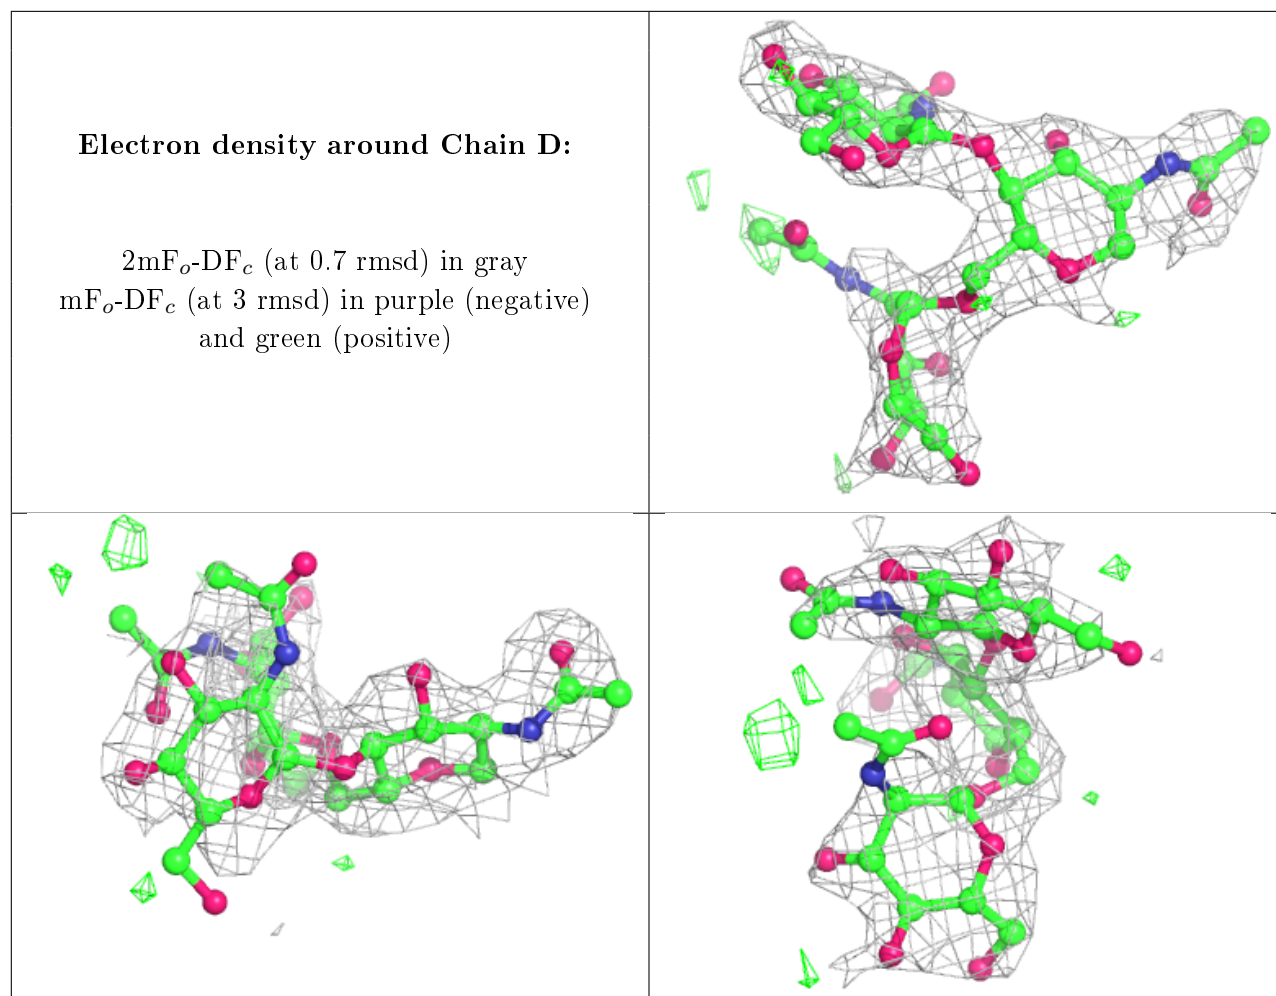 Electron density around Chain D:
2mFo-DFc (at 0.7 rmsd) in gray
mFo-DFc (at 3 rmsd) in purple (negative)
and green (positive)